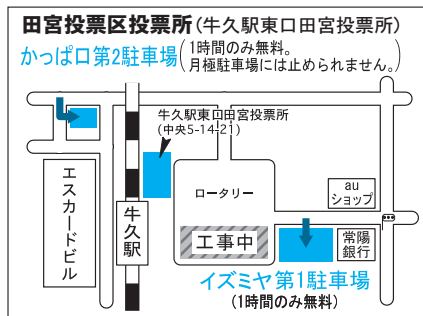 田宮投票区投票所(牛久駅東口田宮投票所)
かっぱ口第2駐車場(1時間のみ無料。
月極駐車場には止められません。)
牛久駅東口田宮投票所
(中央5-14-21)
エスカードビル
牛久駅
ロータリー
工事中
au
ショップ
常陽
銀行
イズミヤ第1駐車場
(1時間のみ無料)